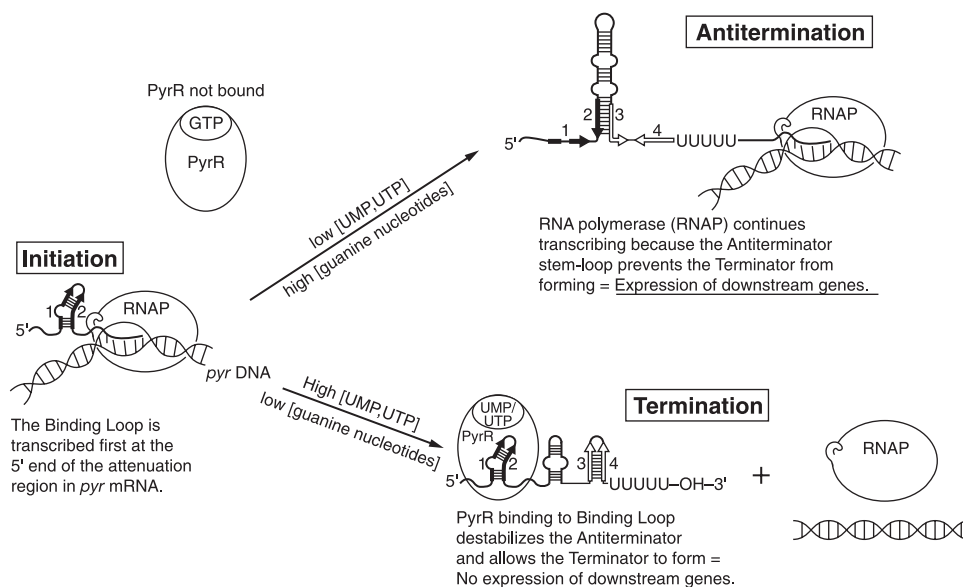 Antitermination
PyrR not bound
GTP
PyrR
2
3
RNAP
5'
1
4
UUUUU
low [UMP,UTP]
high [guanine nucleotides]
RNA polymerase (RNAP) continues
transcribing because the Antiterminator
stem-loop prevents the Terminator from
forming = Expression of downstream genes.
Initiation
1
2
RNAP
5'
pyr DNA
The Binding Loop is
transcribed first at the
5' end of the attenuation
region in pyr mRNA.
High [UMP,UTP]
low [guanine nucleotides]
Termination
UMP/
UTP
PyrR
1
2
3
4
5'
UUUUU–OH–3'
+
RNAP
PyrR binding to Binding Loop
destabilizes the Antiterminator
and allows the Terminator to form =
No expression of downstream genes.